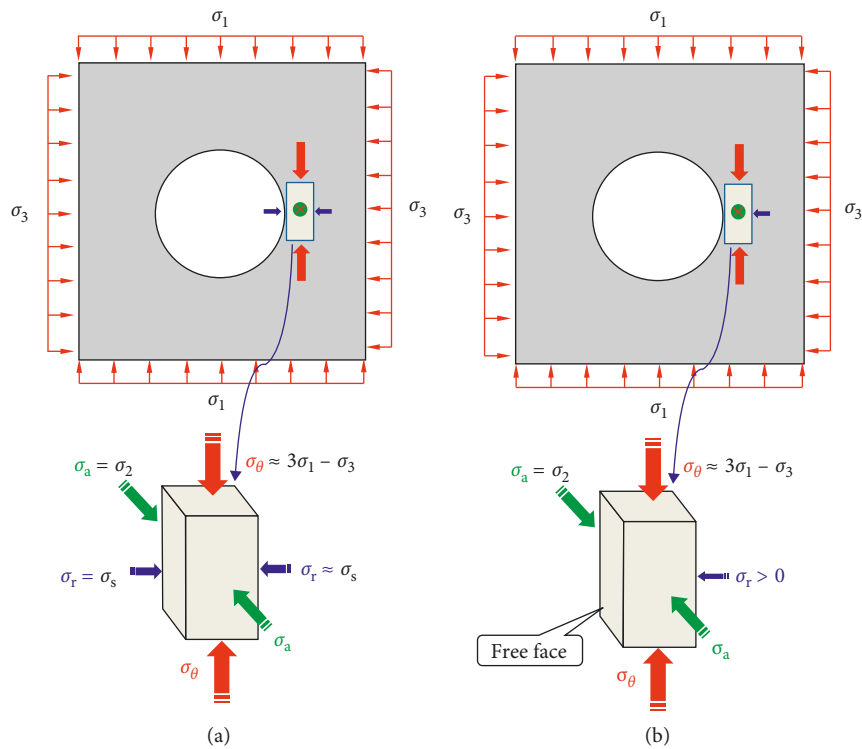 σ1
σ3
σ3
σ1
σa = σ2
σθ ≈ 3σ1 – σ3
σr = σs
σr ≈ σs
σa
σθ
(a)
σ1
σ3
σ3
σ1
σa = σ2
σθ ≈ 3σ1 – σ3
σr > 0
Free face
σa
σθ
(b)